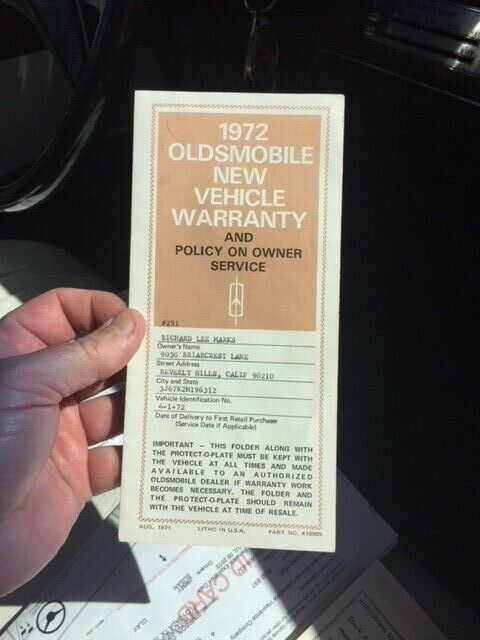 1972
OLDSMOBILE
NEW
VEHICLE
WARRANTY
AND
POLICY ON OWNER
SERVICE
#291
RICHARD LEE MARKS
Owner's Name
9050 BRIARCREST LANE
Street Address
BEVERLY HILLS, CALIF 90210
City and State
3J67K2M196312
Vehicle Identification No.
4-1-72
Date of Delivery to First Retail Purchaser
(Service Date if Applicable)
IMPORTANT — THIS FOLDER ALONG WITH
THE PROTECT-O-PLATE MUST BE KEPT WITH
THE VEHICLE AT ALL TIMES AND MADE
AVAILABLE TO AN AUTHORIZED
OLDSMOBILE DEALER IF WARRANTY WORK
BECOMES NECESSARY. THE FOLDER AND
THE PROTECT-O-PLATE SHOULD REMAIN
WITH THE VEHICLE AT TIME OF RESALE.
AUG. 1971 LITHO IN U.S.A. PART NO. 410905
ID CARD